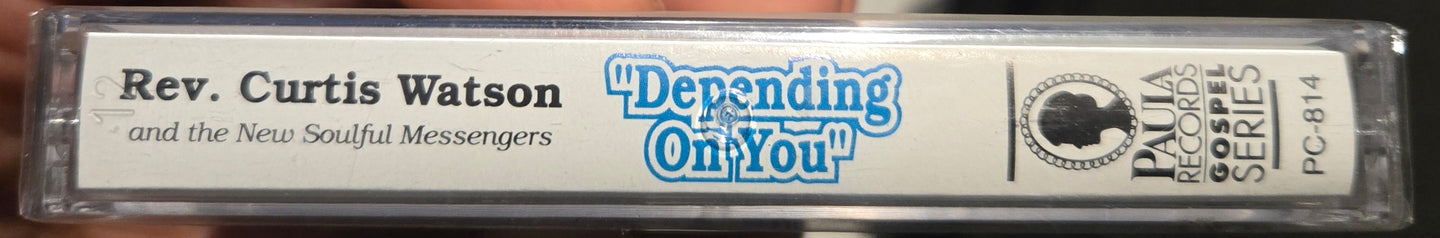 Rev. Curtis Watson
and the New Soulful Messengers
"Depending
On You"
PAULA
RECORDS
GOSPEL
SERIES
PC-814